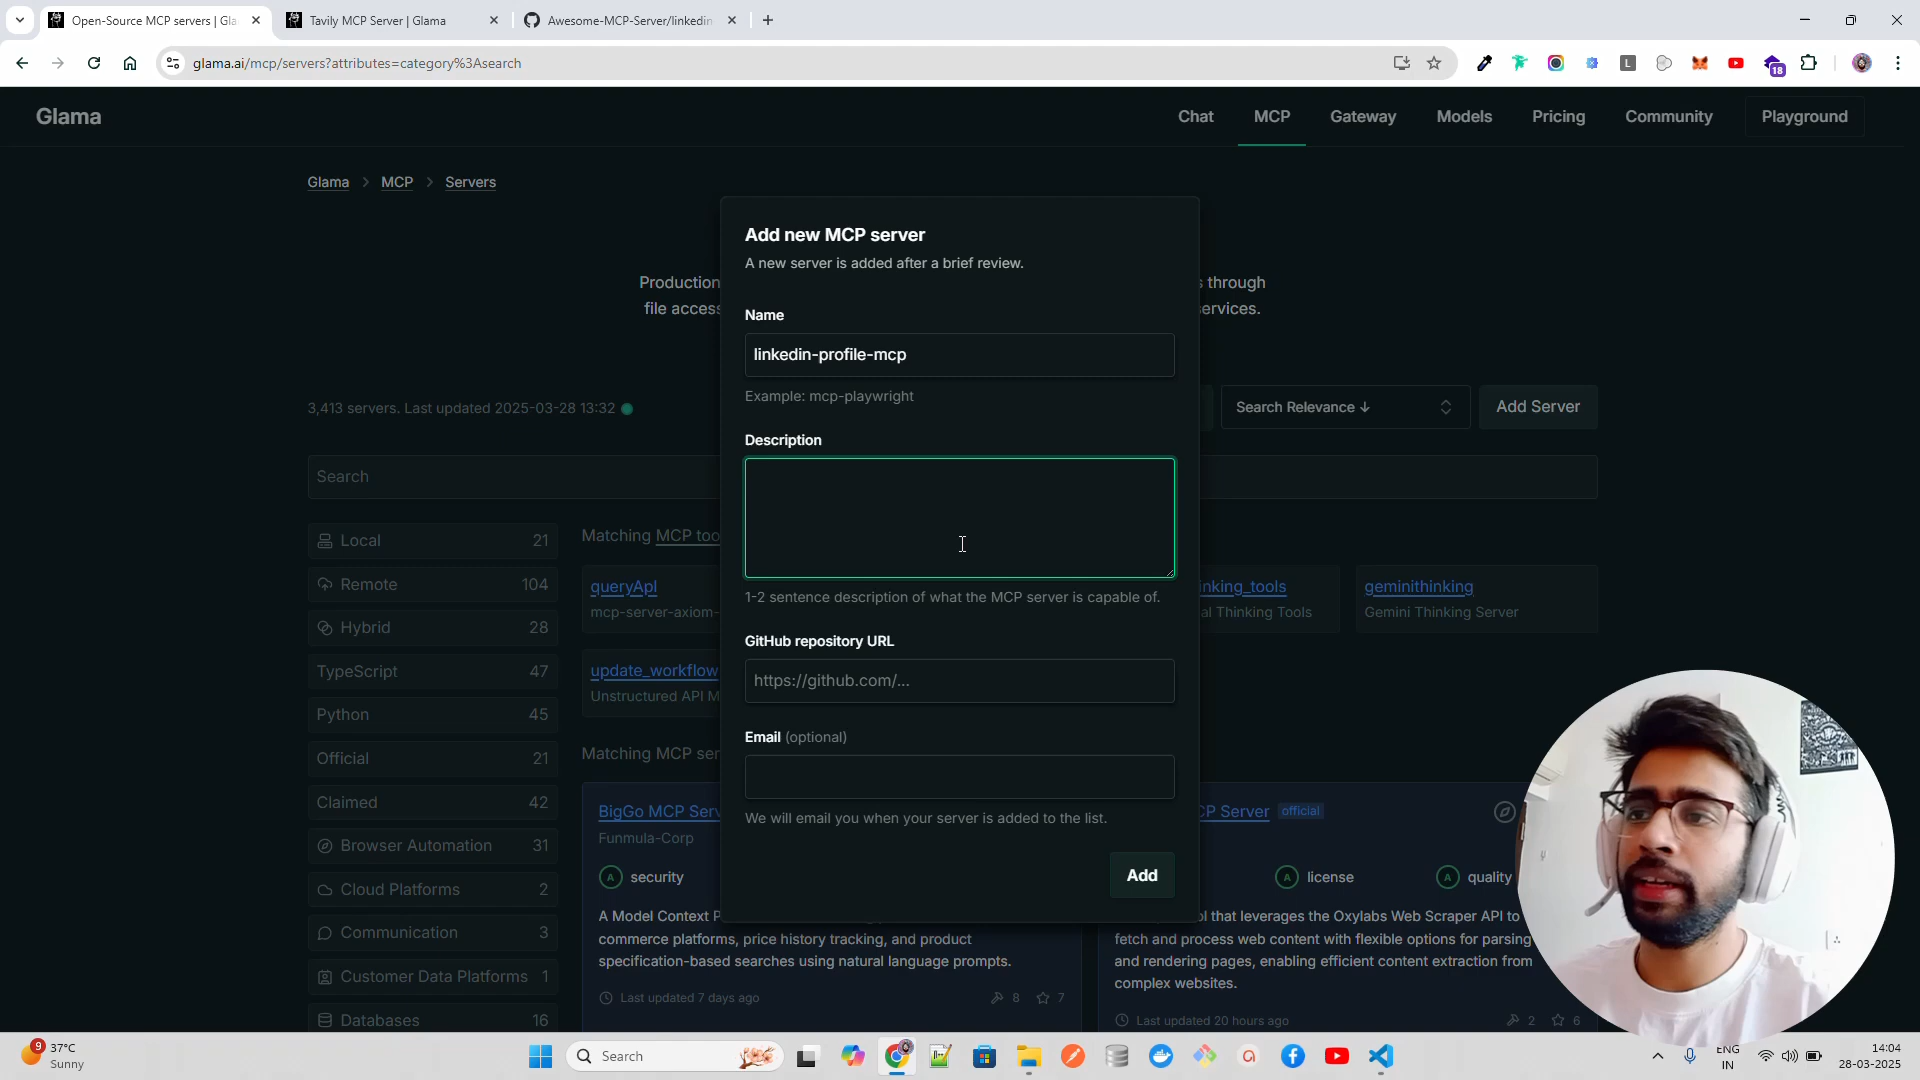 Open-Source MCP servers | Gla
Tavily MCP Server | Glama
Awesome-MCP-Server/linkedin
glama.ai/mcp/servers?attributes=category%3Asearch
L
18
Glama
Chat
MCP
Gateway
Models
Pricing
Community
Playground
Glama > MCP > Servers
Add new MCP server
A new server is added after a brief review.
Production
s through
file access
ervices.
Name
linkedin-profile-mcp
Example: mcp-playwright
3,413 servers. Last updated 2025-03-28 13:32
Search Relevance ↓
Add Server
Description
Search
1-2 sentence description of what the MCP server is capable of.
Local 21
Remote 104
Hybrid 28
TypeScript 47
Python 45
Official 21
Claimed 42
Browser Automation 31
Cloud Platforms 2
Communication 3
Customer Data Platforms 1
Databases 16
Matching MCP too
queryApI
mcp-server-axiom-
inking_tools
al Thinking Tools
geminithinking
Gemini Thinking Server
update_workflow
Unstructured API M
GitHub repository URL
https://github.com/...
Email (optional)
We will email you when your server is added to the list.
Add
Matching MCP ser
BigGo MCP Serv
Funmula-Corp
A security
A Model Context P
commerce platforms, price history tracking, and product
specification-based searches using natural language prompts.
Last updated 7 days ago
8
7
CP Server
official
A license
A quality
ol that leverages the Oxylabs Web Scraper API to
fetch and process web content with flexible options for parsing
and rendering pages, enabling efficient content extraction from
complex websites.
Last updated 20 hours ago
2
6
9
37°C
Sunny
Search
ENG
IN
14:04
28-03-2025